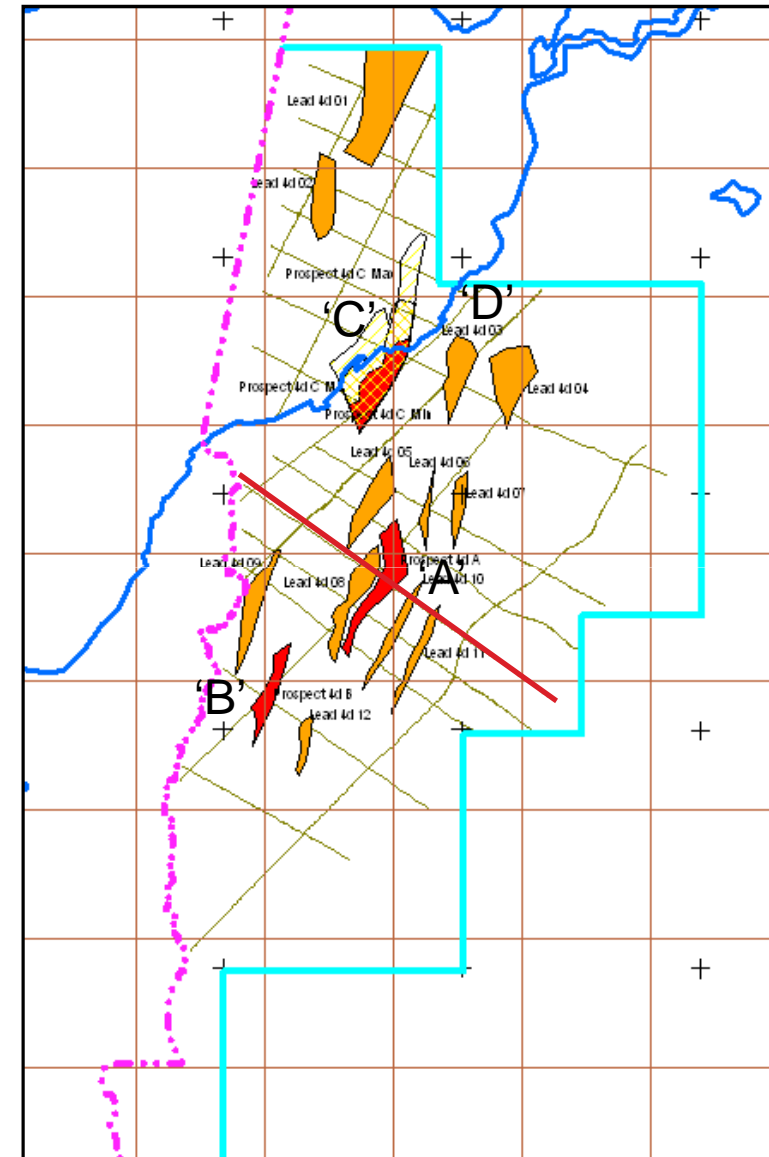 Lead 4d 01
Lead 4d 02
Prospect 4d C Max
‘D’
‘C’
Lead 4d 03
Prospect 4d C M
Lead 4d 04
Prospect 4d C Min
Lead 4d 05
Lead 4d 06
Lead 4d 07
Lead 4d 09
Prospect 4d A
Lead 4d 08
‘A’
Lead 4d 10
Lead 4d 11
‘B’
Prospect 4d B
Lead 4d 12